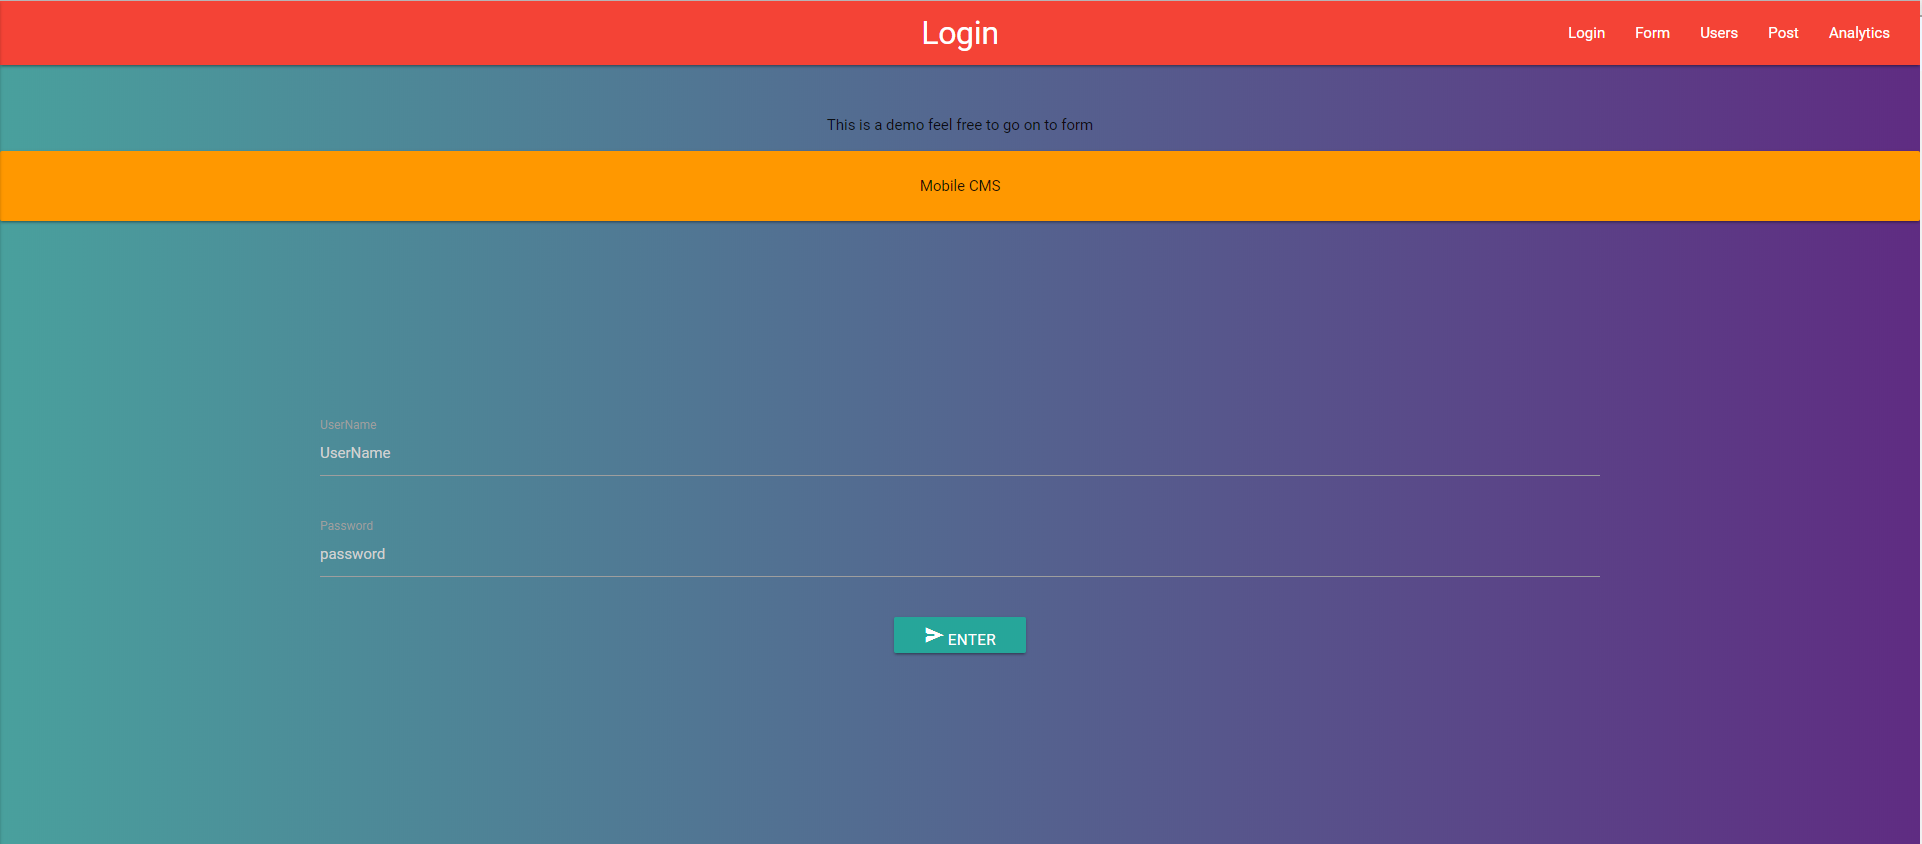 Login
Login Form Users Post Analytics
This is a demo feel free to go on to form
Mobile CMS
UserName
UserName
Password
password
ENTER